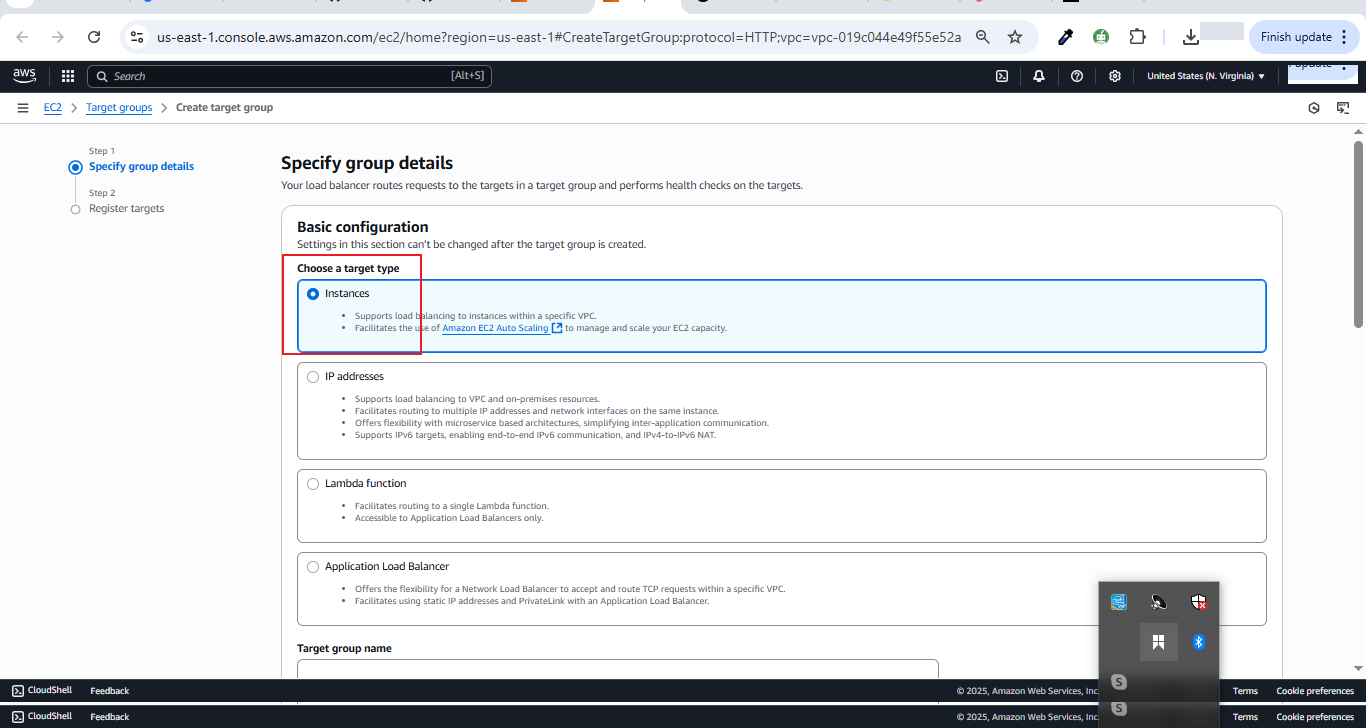 us-east-1.console.aws.amazon.com/ec2/home?region=us-east-1#CreateTargetGroup:protocol=HTTP;vpc=vpc-019c044e49f55e52a
Finish update
aws
Search
[Alt+S]
United States (N. Virginia)
EC2
Target groups
Create target group
Step 1
Specify group details
Step 2
Register targets
Specify group details
Your load balancer routes requests to the targets in a target group and performs health checks on the targets.
Basic configuration
Settings in this section can't be changed after the target group is created.
Choose a target type
Instances
• Supports load balancing to instances within a specific VPC.
• Facilitates the use of Amazon EC2 Auto Scaling to manage and scale your EC2 capacity.
IP addresses
• Supports load balancing to VPC and on-premises resources.
• Facilitates routing to multiple IP addresses and network interfaces on the same instance.
• Offers flexibility with microservice based architectures, simplifying inter-application communication.
• Supports IPv6 targets, enabling end-to-end IPv6 communication, and IPv4-to-IPv6 NAT.
Lambda function
• Facilitates routing to a single Lambda function.
• Accessible to Application Load Balancers only.
Application Load Balancer
• Offers the flexibility for a Network Load Balancer to accept and route TCP requests within a specific VPC.
• Facilitates using static IP addresses and PrivateLink with an Application Load Balancer.
Target group name
CloudShell
Feedback
© 2025, Amazon Web Services, Inc.
Terms
Cookie preferences
CloudShell
Feedback
© 2025, Amazon Web Services, Inc.
Terms
Cookie preferences